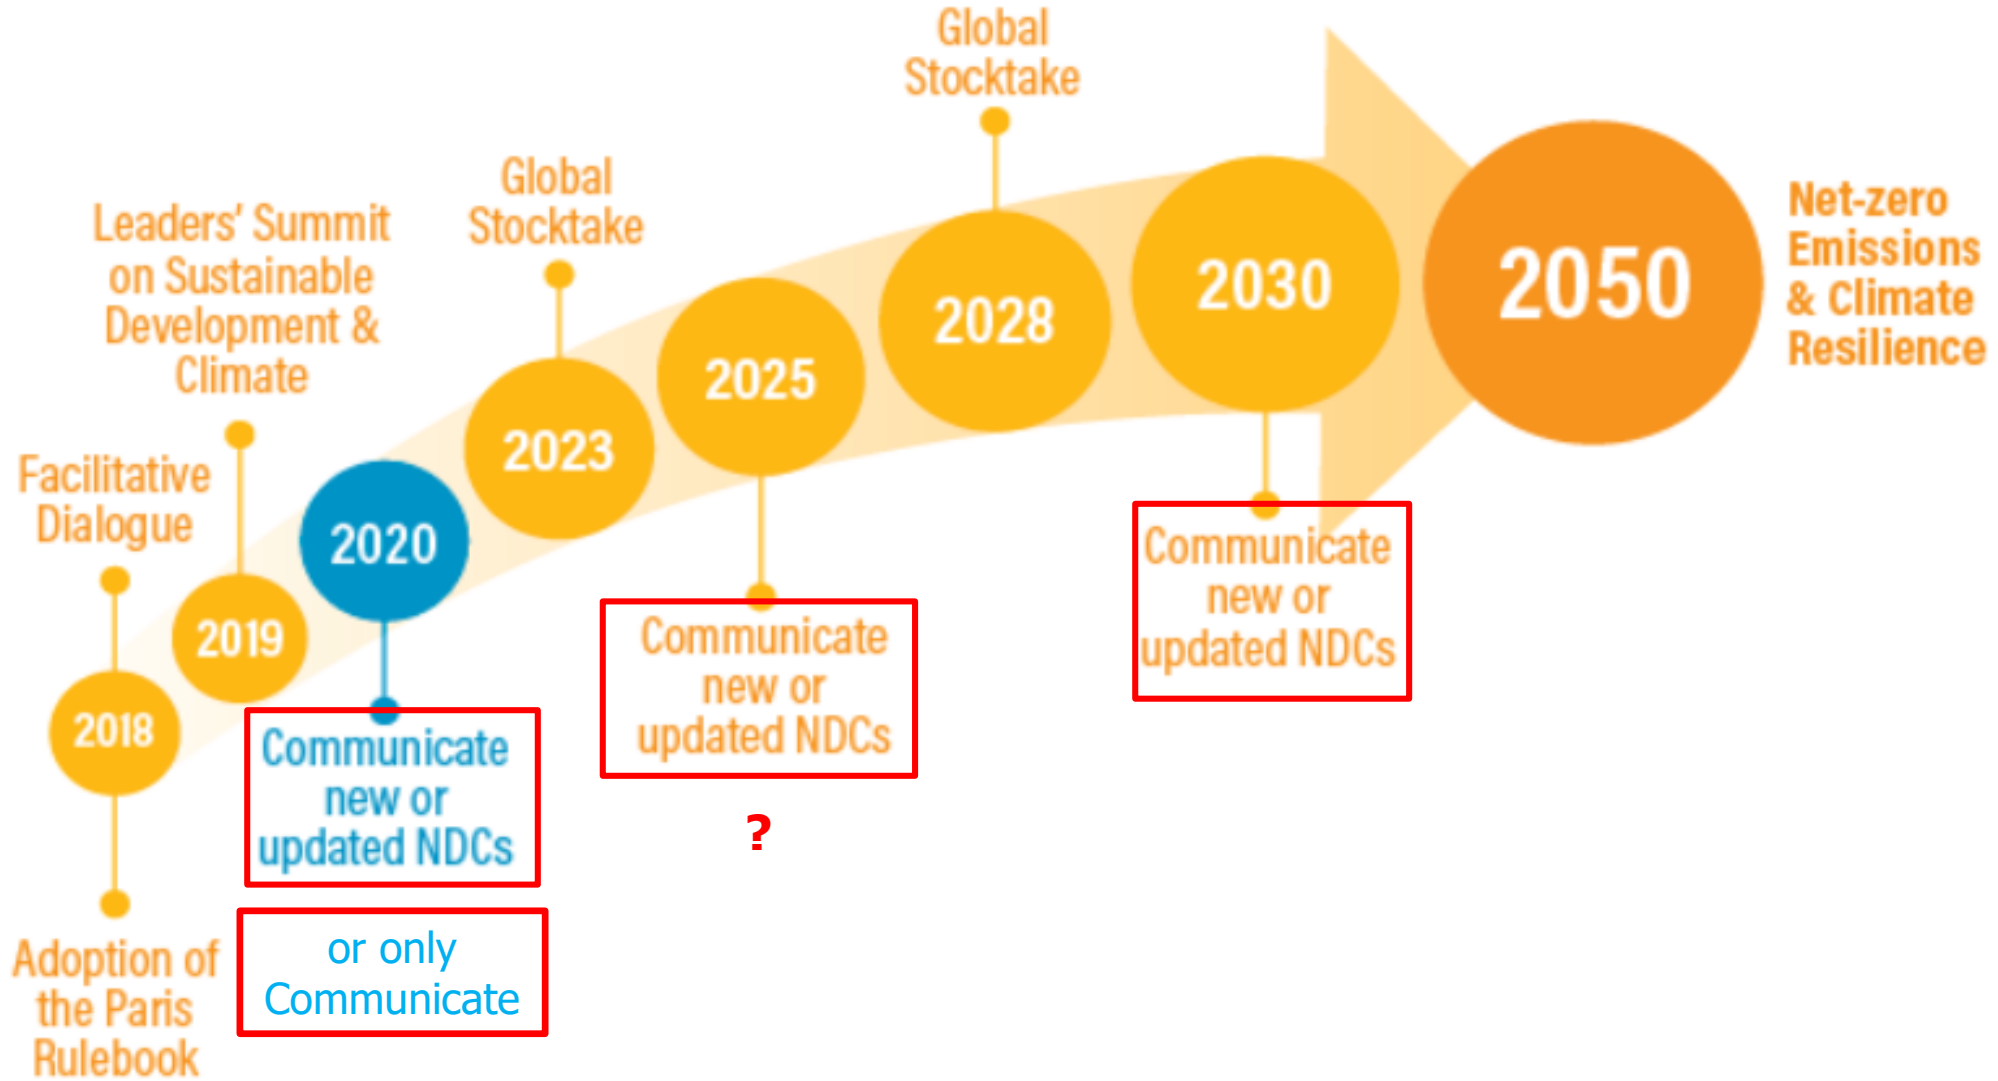 Facilitative
Dialogue
2018
Adoption of
the Paris
Rulebook
Leaders’ Summit
on Sustainable
Development &
Climate
2019
2020
Communicate
new or
updated NDCs
or only
Communicate
Global
Stocktake
2023
2025
Communicate
new or
updated NDCs
?
Global
Stocktake
2028
2030
Communicate
new or
updated NDCs
2050
Net-zero
Emissions
& Climate
Resilience